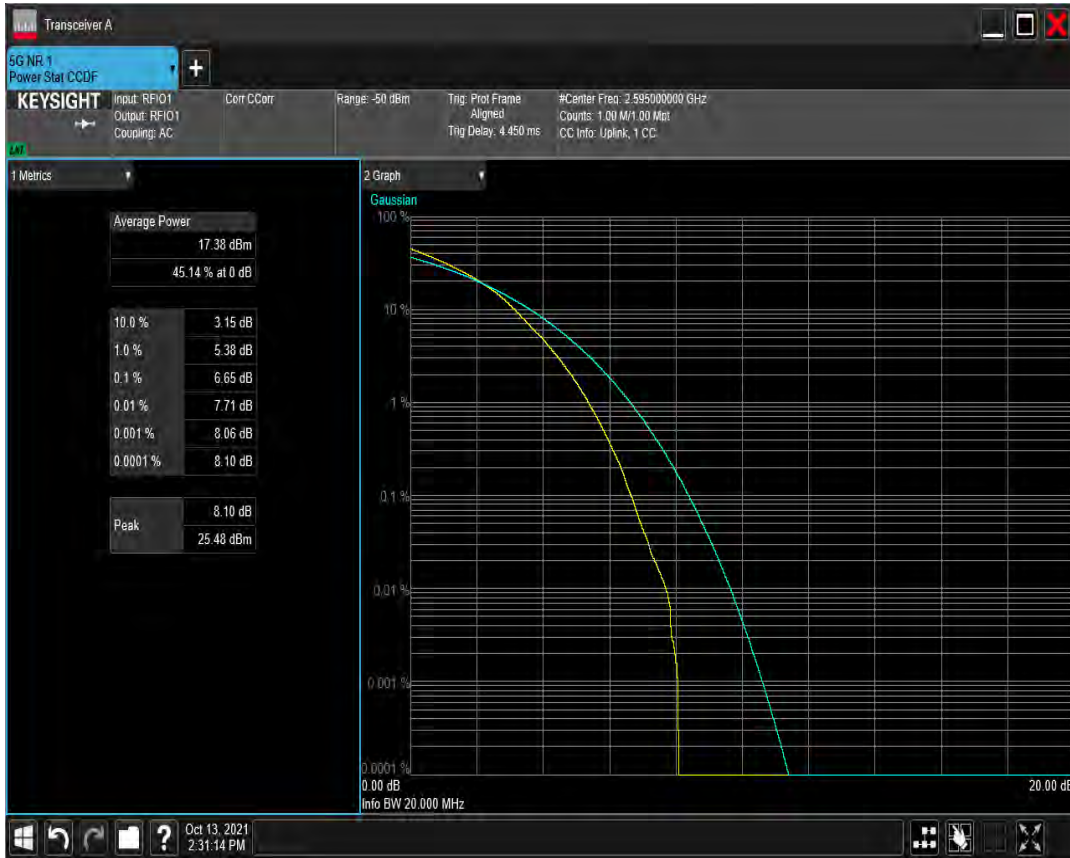 Transceiver A
5G NR 1
Power Stat CCDF
+
KEYSIGHT
Input: RFIO1
Output: RFIO1
Coupling: AC
Corr CCorr
Range: -50 dBm
Trig: Prot Frame
Aligned
Trig Delay: 4.450 ms
#Center Freq: 2.595000000 GHz
Counts: 1.00 M/1.00 Mpt
CC Info: Uplink, 1 CC
1 Metrics
Average Power
17.38 dBm
45.14 % at 0 dB
10.0 % 3.15 dB
1.0 % 5.38 dB
0.1 % 6.65 dB
0.01 % 7.71 dB
0.001 % 8.06 dB
0.0001 % 8.10 dB
Peak
8.10 dB
25.48 dBm
2 Graph
Gaussian
100 %
10 %
1 %
0.1 %
0.01 %
0.001 %
0.0001 %
0.00 dB
20.00 dB
Info BW 20.000 MHz
?
Oct 13, 2021
2:31:14 PM